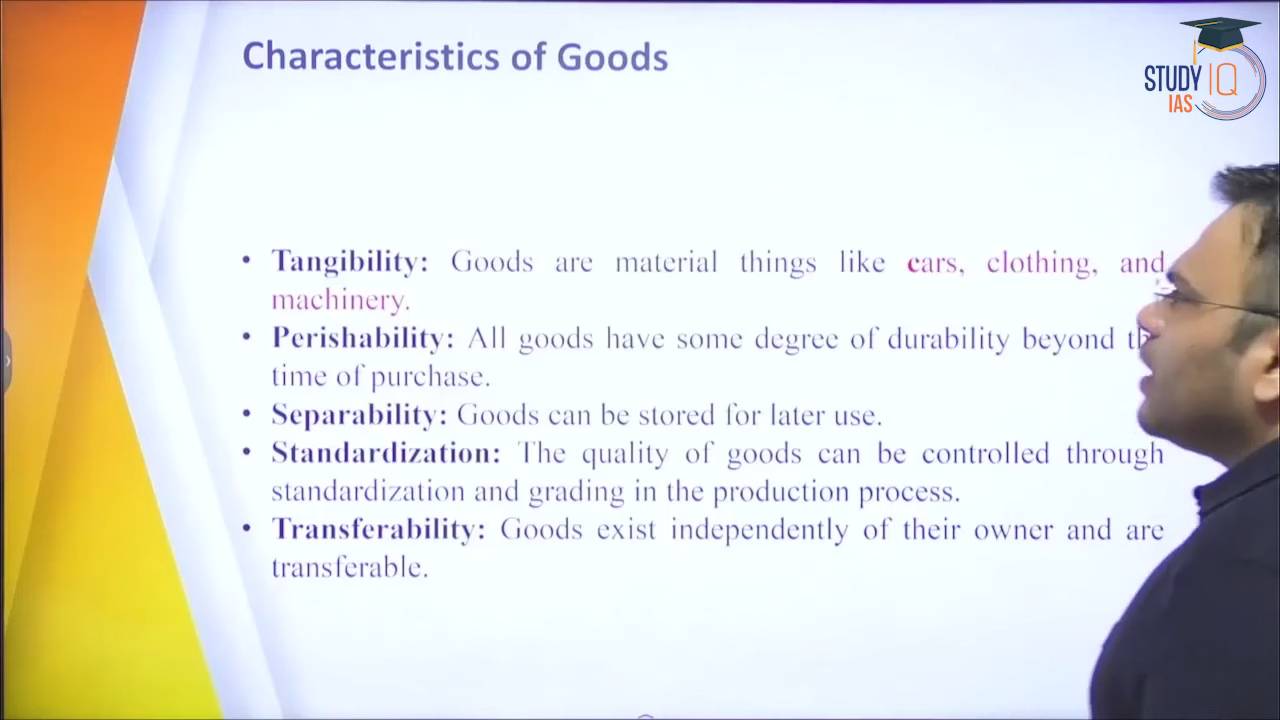 Characteristics of Goods
STUDY IQ
IAS
• Tangibility: Goods are material things like cars, clothing, and
machinery.
• Perishability: All goods have some degree of durability beyond
time of purchase.
• Separability: Goods can be stored for later use.
• Standardization: The quality of goods can be controlled through
standardization and grading in the production process.
• Transferability: Goods exist independently of their owner and are
transferable.